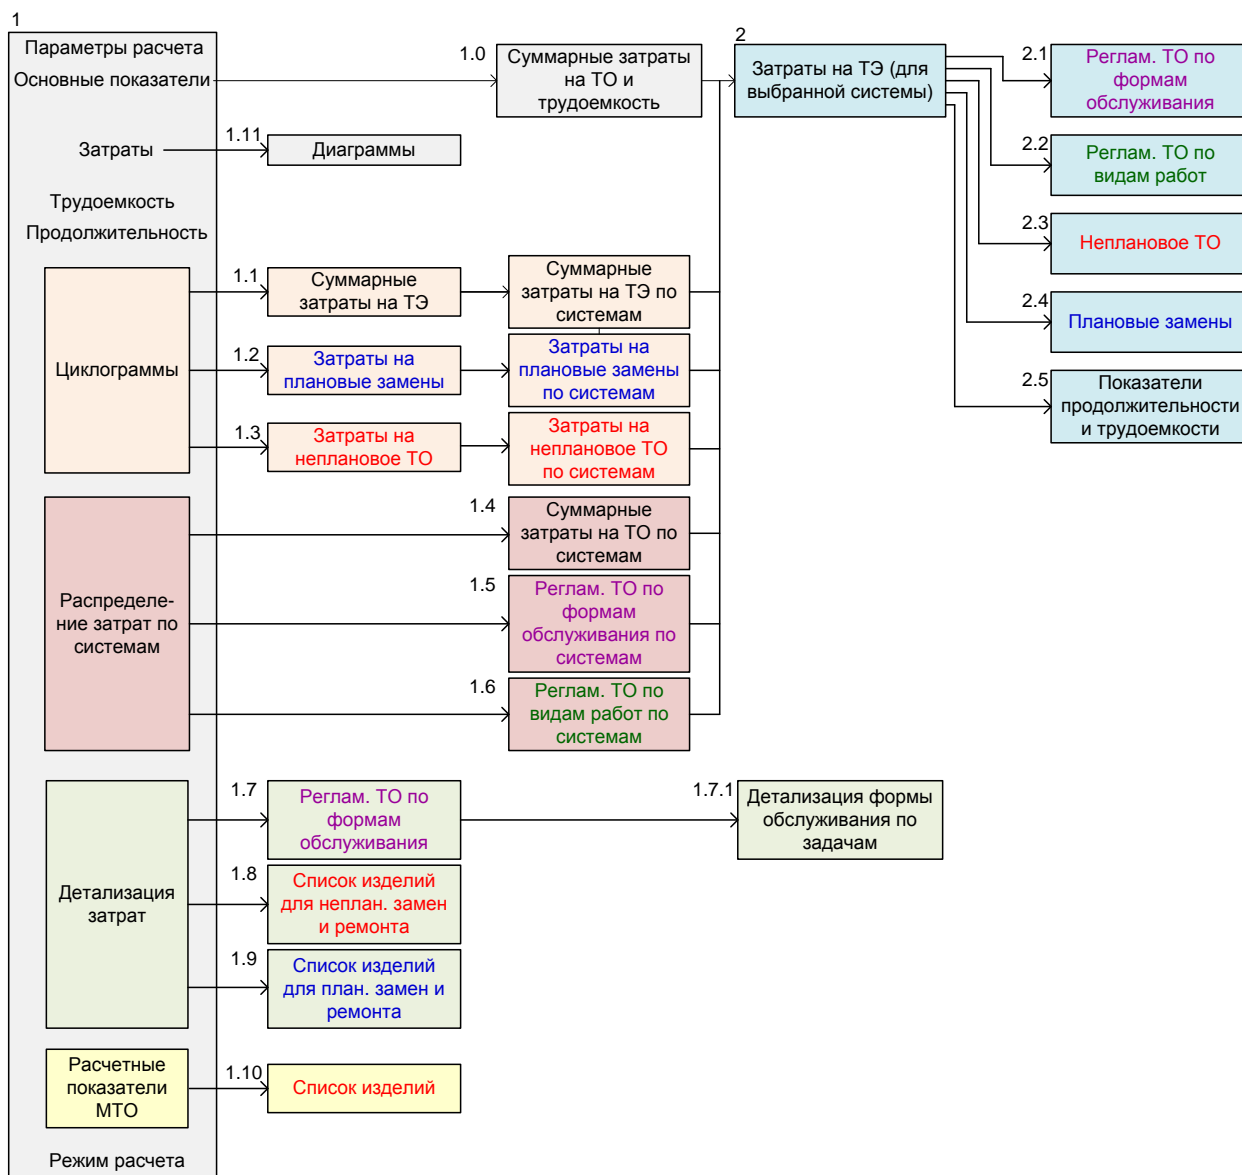 1
Параметры расчета
Основные показатели
1.0
Суммарные затраты
на ТО и
трудоемкость
2
Затраты на ТЭ (для
выбранной системы)
2.1
Реглам. ТО по
формам
обслуживания
Затраты
1.11
Диаграммы
2.2
Реглам. ТО по
видам работ
Трудоемкость
Продолжительность
2.3
Неплановое ТО
Циклограммы
1.1
Суммарные
затраты на ТЭ
Суммарные
затраты на ТЭ по
системам
2.4
Плановые замены
1.2
Затраты на
плановые замены
Затраты на
плановые замены
по системам
2.5
Показатели
продолжительности
и трудоемкости
1.3
Затраты на
неплановое ТО
Затраты на
неплановое ТО
по системам
Распределе-
ние затрат по
системам
1.4
Суммарные
затраты на ТО по
системам
1.5
Реглам. ТО по
формам
обслуживания по
системам
1.6
Реглам. ТО по
видам работ по
системам
Детализация
затрат
1.7
Реглам. ТО по
формам
обслуживания
1.7.1
Детализация формы
обслуживания по
задачам
1.8
Список изделий
для неплан. замен
и ремонта
1.9
Список изделий
для план. замен и
ремонта
Расчетные
показатели
МТО
1.10
Список изделий
Режим расчета